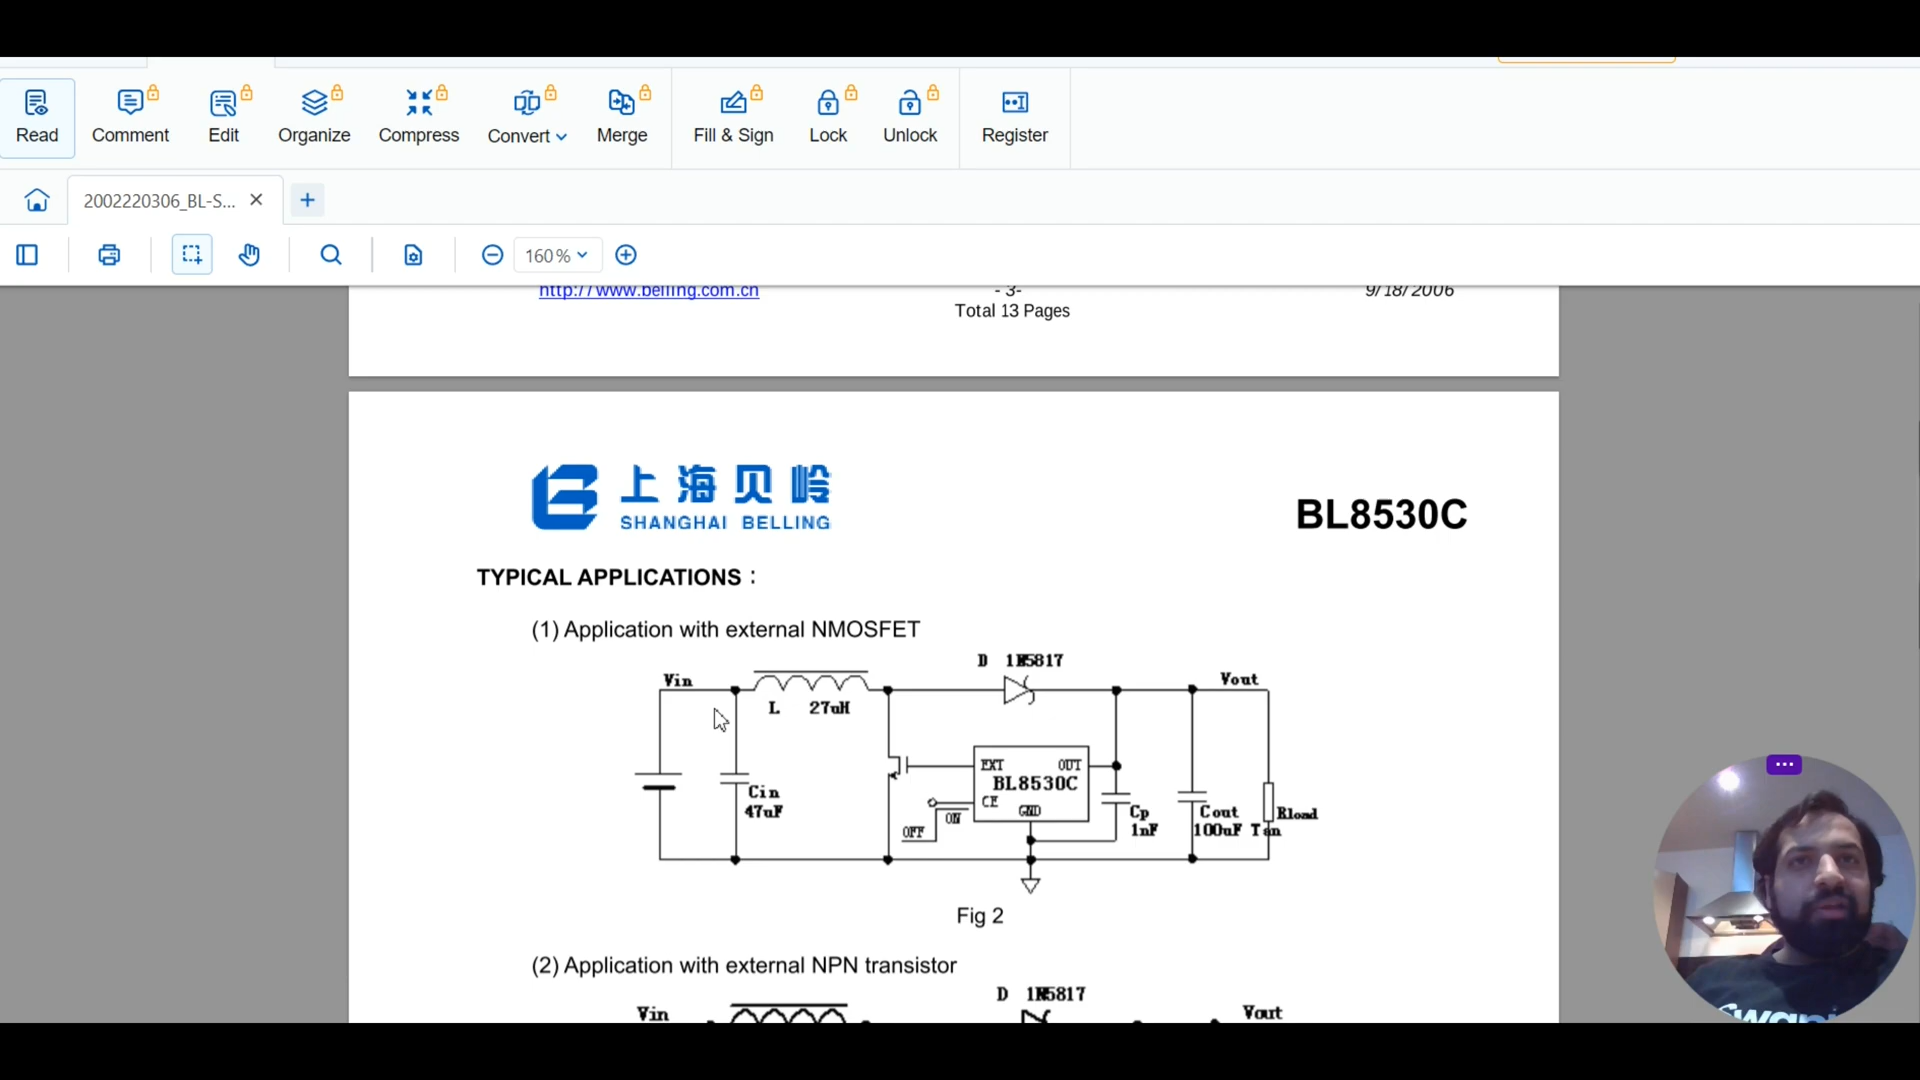 Read
Comment
Edit
Organize
Compress
Convert
Merge
Fill & Sign
Lock
Unlock
Register
2002220306_BL-S...
160%
http://www.belling.com.cn
- 3-
9/18/2006
Total 13 Pages
上海贝岭
SHANGHAI BELLING
BL8530C
TYPICAL APPLICATIONS：
(1) Application with external NMOSFET
D 1N5817
Vin
Vout
L 27uH
EXT OUT
BL8530C
CE
GND
ON
OFF
Cin
47uF
Cp
1nF
Cout
100uF Tan
Rload
Fig 2
(2) Application with external NPN transistor
D 1N5817
Vin
Vout